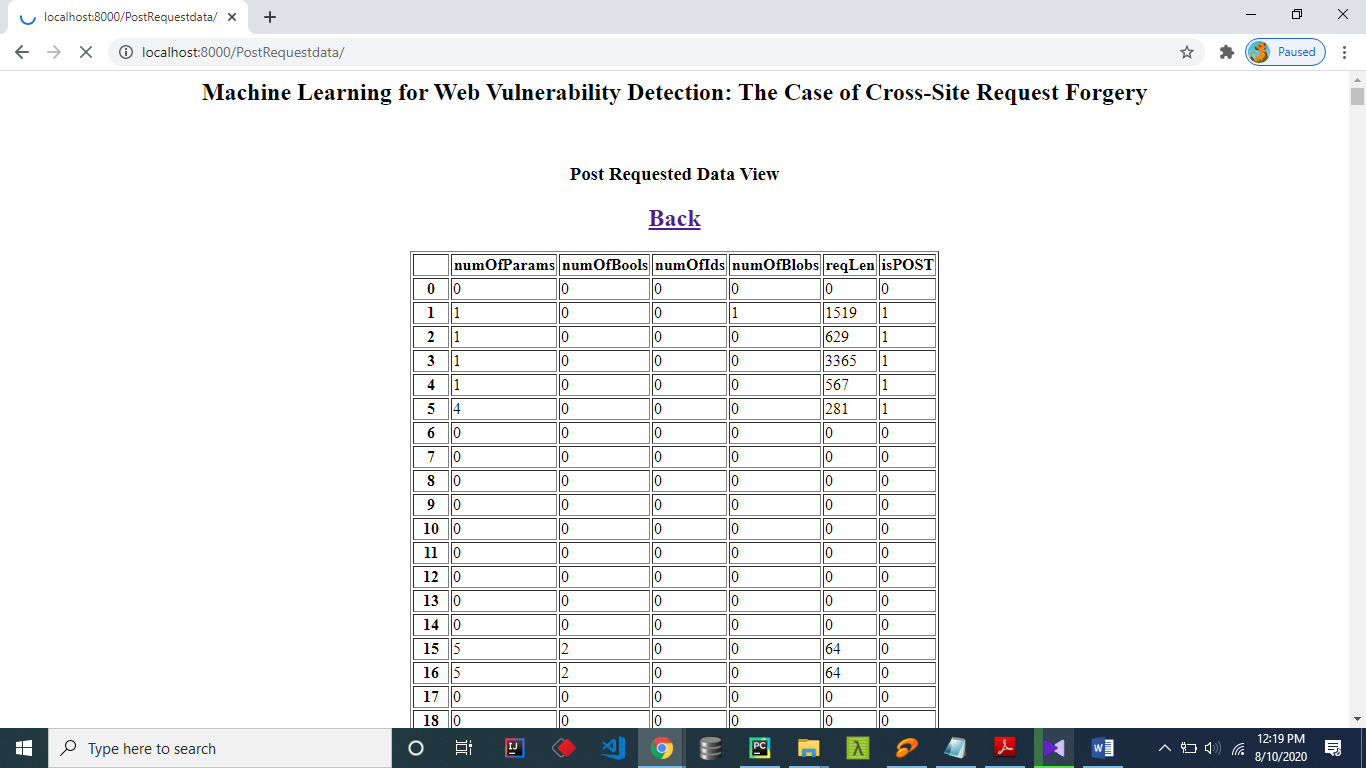 localhost:8000/PostRequestdata/
localhost:8000/PostRequestdata/
Paused
Machine Learning for Web Vulnerability Detection: The Case of Cross-Site Request Forgery
Post Requested Data View
Back
numOfParams numOfBools numOfIds numOfBlobs reqLen isPOST
0 0 0 0 0 0 0
1 1 0 0 1 1519 1
2 1 0 0 0 629 1
3 1 0 0 0 3365 1
4 1 0 0 0 567 1
5 4 0 0 0 281 1
6 0 0 0 0 0 0
7 0 0 0 0 0 0
8 0 0 0 0 0 0
9 0 0 0 0 0 0
10 0 0 0 0 0 0
11 0 0 0 0 0 0
12 0 0 0 0 0 0
13 0 0 0 0 0 0
14 0 0 0 0 0 0
15 5 2 0 0 64 0
16 5 2 0 0 64 0
17 0 0 0 0 0 0
18 0 0 0 0 0 0
Type here to search
IJ
PC
W
12:19 PM
8/10/2020